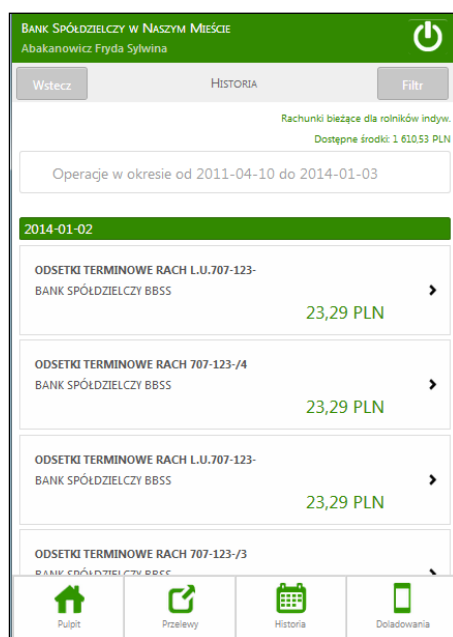 Bank Spółdzielczy w Naszym Mieście
Abakanowicz Fryda Sylwina
Wstecz
Historia
Filtr
Rachunki bieżące dla rolników indyw.
Dostępne środki: 1 610,53 PLN
Operacje w okresie od 2011-04-10 do 2014-01-03
2014-01-02
ODSETKI TERMINOWE RACH L.U.707-123-
BANK SPÓŁDZIELCZY BBSS
23,29 PLN
ODSETKI TERMINOWE RACH 707-123-/4
BANK SPÓŁDZIELCZY BBSS
23,29 PLN
ODSETKI TERMINOWE RACH L.U.707-123-
BANK SPÓŁDZIELCZY BBSS
23,29 PLN
ODSETKI TERMINOWE RACH 707-123-/3
BANK SPÓŁDZIELCZY BBSS
Pulpit
Przelewy
Historia
Doladowania